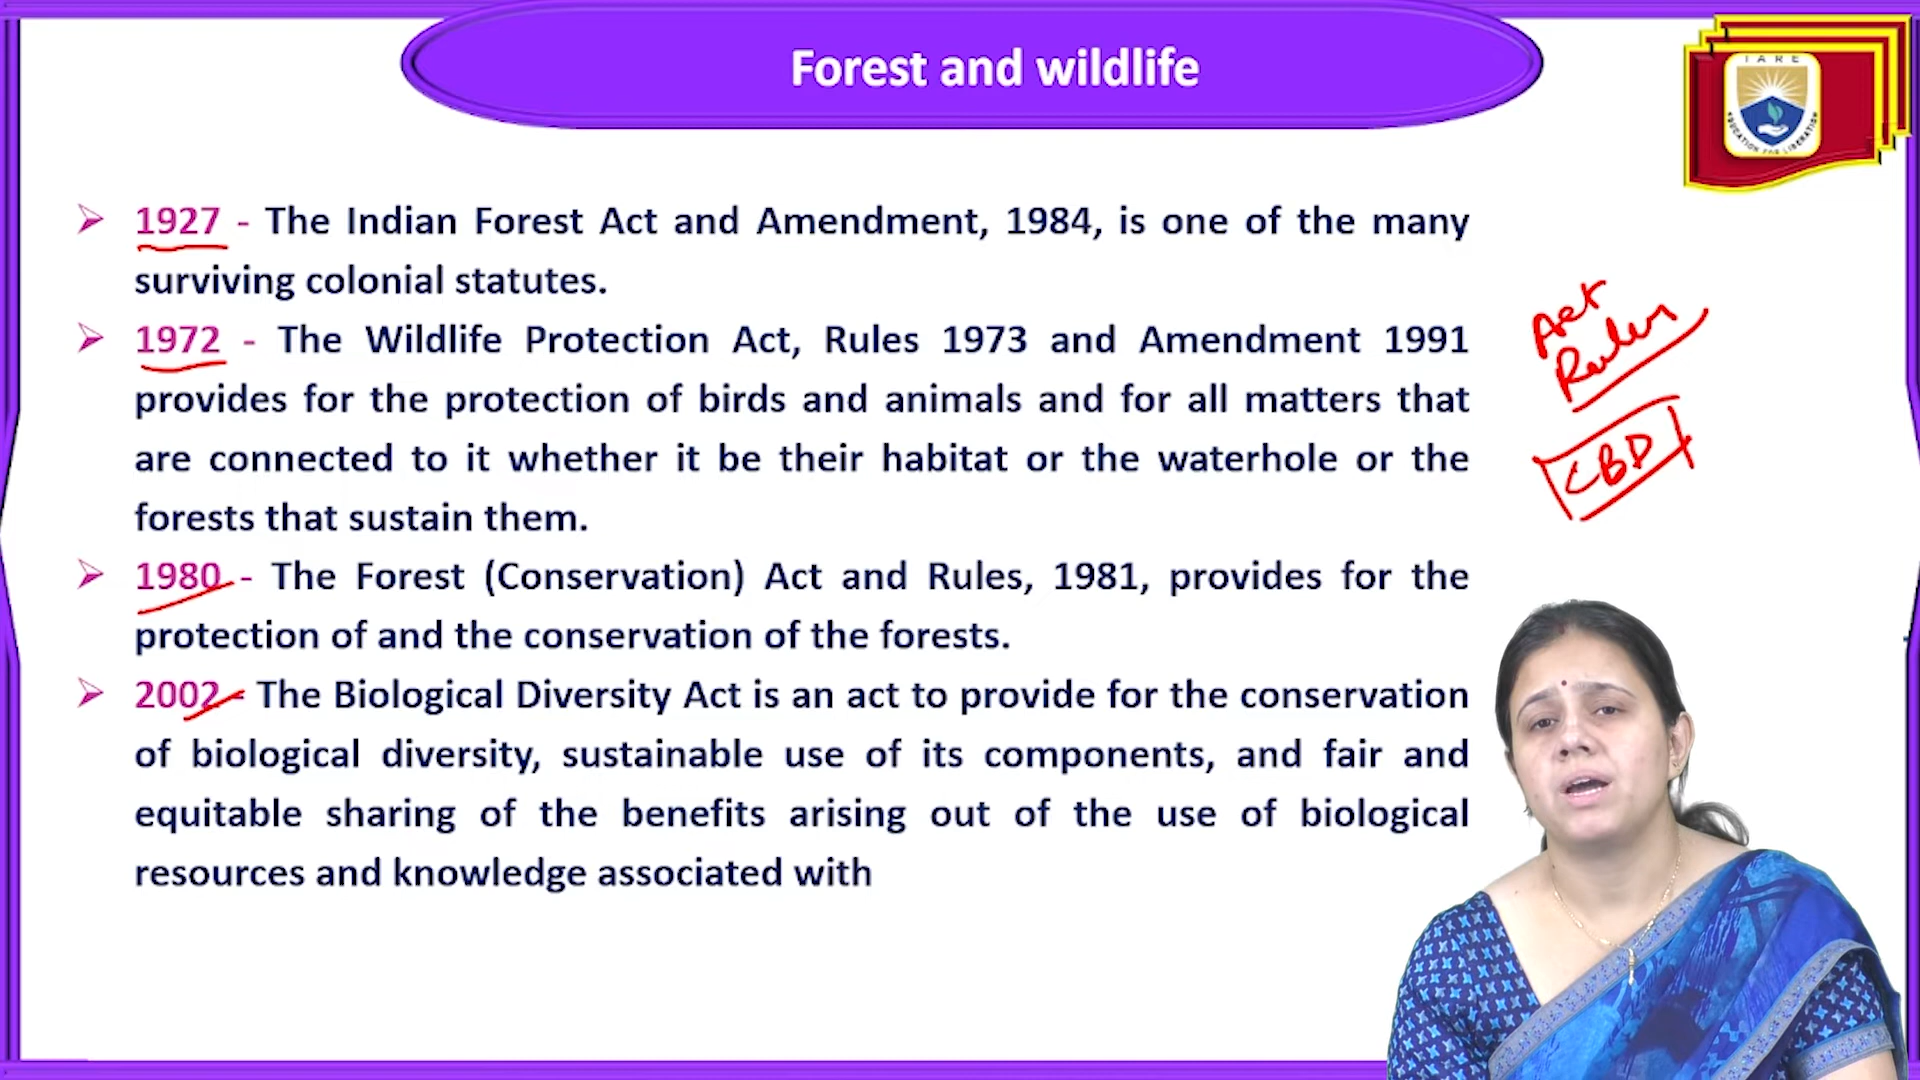 Forest and wildlife
IARE
EDUCATION FOR LIBERATION
1927 - The Indian Forest Act and Amendment, 1984, is one of the many
surviving colonial statutes.
1972 - The Wildlife Protection Act, Rules 1973 and Amendment 1991
provides for the protection of birds and animals and for all matters that
are connected to it whether it be their habitat or the waterhole or the
forests that sustain them.
1980 - The Forest (Conservation) Act and Rules, 1981, provides for the
protection of and the conservation of the forests.
2002 - The Biological Diversity Act is an act to provide for the conservation
of biological diversity, sustainable use of its components, and fair and
equitable sharing of the benefits arising out of the use of biological
resources and knowledge associated with
Act
Rules
CBD